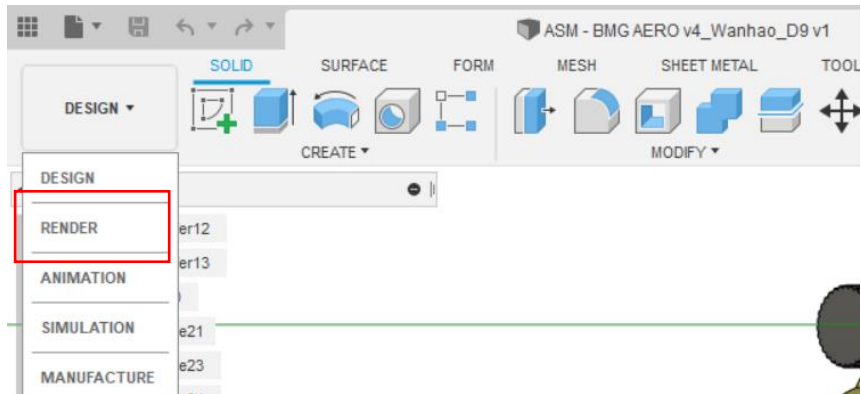 ASM - BMG AERO v4_Wanhao_D9 v1
SOLID SURFACE FORM MESH SHEET METAL TOOL
DESIGN
CREATE MODIFY
DESIGN
RENDER
er12
er13
ANIMATION
SIMULATION
e21
e23
MANUFACTURE